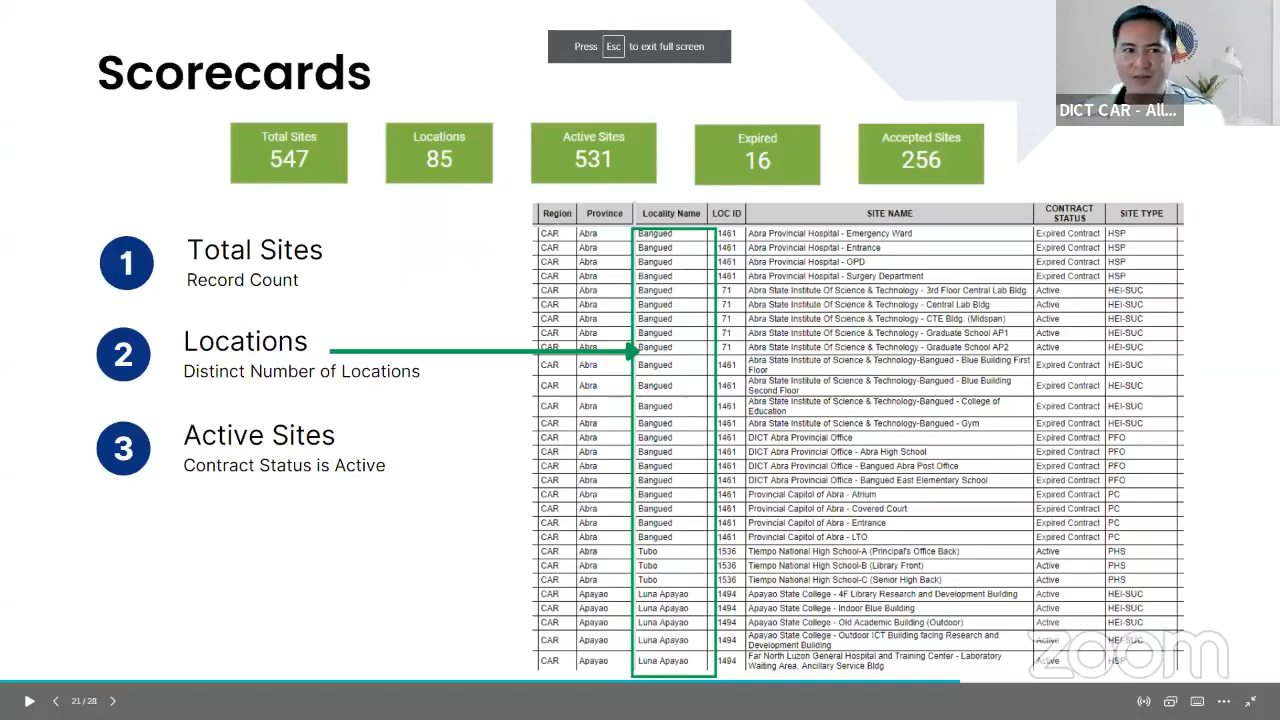 Press Esc to exit full screen
DICT CAR - All...
Scorecards
Total Sites Locations Active Sites Expired Accepted Sites
547 85 531 16 256
1 Total Sites
Record Count
2 Locations
Distinct Number of Locations
3 Active Sites
Contract Status is Active
Region Province Locality Name LOC ID SITE NAME CONTRACT STATUS SITE TYPE
CAR Abra Bangued 1461 Abra Provincial Hospital - Emergency Ward Expired Contract HSP
CAR Abra Bangued 1461 Abra Provincial Hospital - Entrance Expired Contract HSP
CAR Abra Bangued 1461 Abra Provincial Hospital - OPD Expired Contract HSP
CAR Abra Bangued 1461 Abra Provincial Hospital - Surgery Department Expired Contract HSP
CAR Abra Bangued 71 Abra State Institute Of Science & Technology - 3rd Floor Central Lab Bldg. Active HEI-SUC
CAR Abra Bangued 71 Abra State Institute Of Science & Technology - Central Lab Bldg Active HEI-SUC
CAR Abra Bangued 71 Abra State Institute Of Science & Technology - CTE Bldg. (Midspan) Active HEI-SUC
CAR Abra Bangued 71 Abra State Institute Of Science & Technology - Graduate School AP1 Active HEI-SUC
CAR Abra Bangued 71 Abra State Institute Of Science & Technology - Graduate School AP2 Active HEI-SUC
CAR Abra Bangued 1461 Abra State Institute of Science & Technology-Bangued - Blue Building First Floor Expired Contract HEI-SUC
CAR Abra Bangued 1461 Abra State Institute of Science & Technology-Bangued - Blue Building Second Floor Expired Contract HEI-SUC
CAR Abra Bangued 1461 Abra State Institute of Science & Technology-Bangued - College of Education Expired Contract HEI-SUC
CAR Abra Bangued 1461 Abra State Institute of Science & Technology-Bangued - Gym Expired Contract HEI-SUC
CAR Abra Bangued 1461 DICT Abra Provincial Office Expired Contract PFO
CAR Abra Bangued 1461 DICT Abra Provincial Office - Abra High School Expired Contract PFO
CAR Abra Bangued 1461 DICT Abra Provincial Office - Bangued Abra Post Office Expired Contract PFO
CAR Abra Bangued 1461 DICT Abra Provincial Office - Bangued East Elementary School Expired Contract PFO
CAR Abra Bangued 1461 Provincial Capitol of Abra - Atrium Expired Contract PC
CAR Abra Bangued 1461 Provincial Capitol of Abra - Covered Court Expired Contract PC
CAR Abra Bangued 1461 Provincial Capitol of Abra - Entrance Expired Contract PC
CAR Abra Bangued 1461 Provincial Capitol of Abra - LTO Expired Contract PC
CAR Abra Tubo 1536 Tiempo National High School-A (Principal's Office Back) Active PHS
CAR Abra Tubo 1536 Tiempo National High School-B (Library Front) Active PHS
CAR Abra Tubo 1536 Tiempo National High School-C (Senior High Back) Active PHS
CAR Apayao Luna Apayao 1494 Apayao State College - 4F Library Research and Development Building Active HEI-SUC
CAR Apayao Luna Apayao 1494 Apayao State College - Indoor Blue Building Active HEI-SUC
CAR Apayao Luna Apayao 1494 Apayao State College - Old Academic Building (Outdoor) Active HEI-SUC
CAR Apayao Luna Apayao 1494 Apayao State College - Outdoor ICT Building facing Research and Development Building Active HEI-SUC
CAR Apayao Luna Apayao 1494 Far North Luzon General Hospital and Training Center - Laboratory Waiting Area, Ancillary Service Bldg Active HSP
zoom
21 / 28